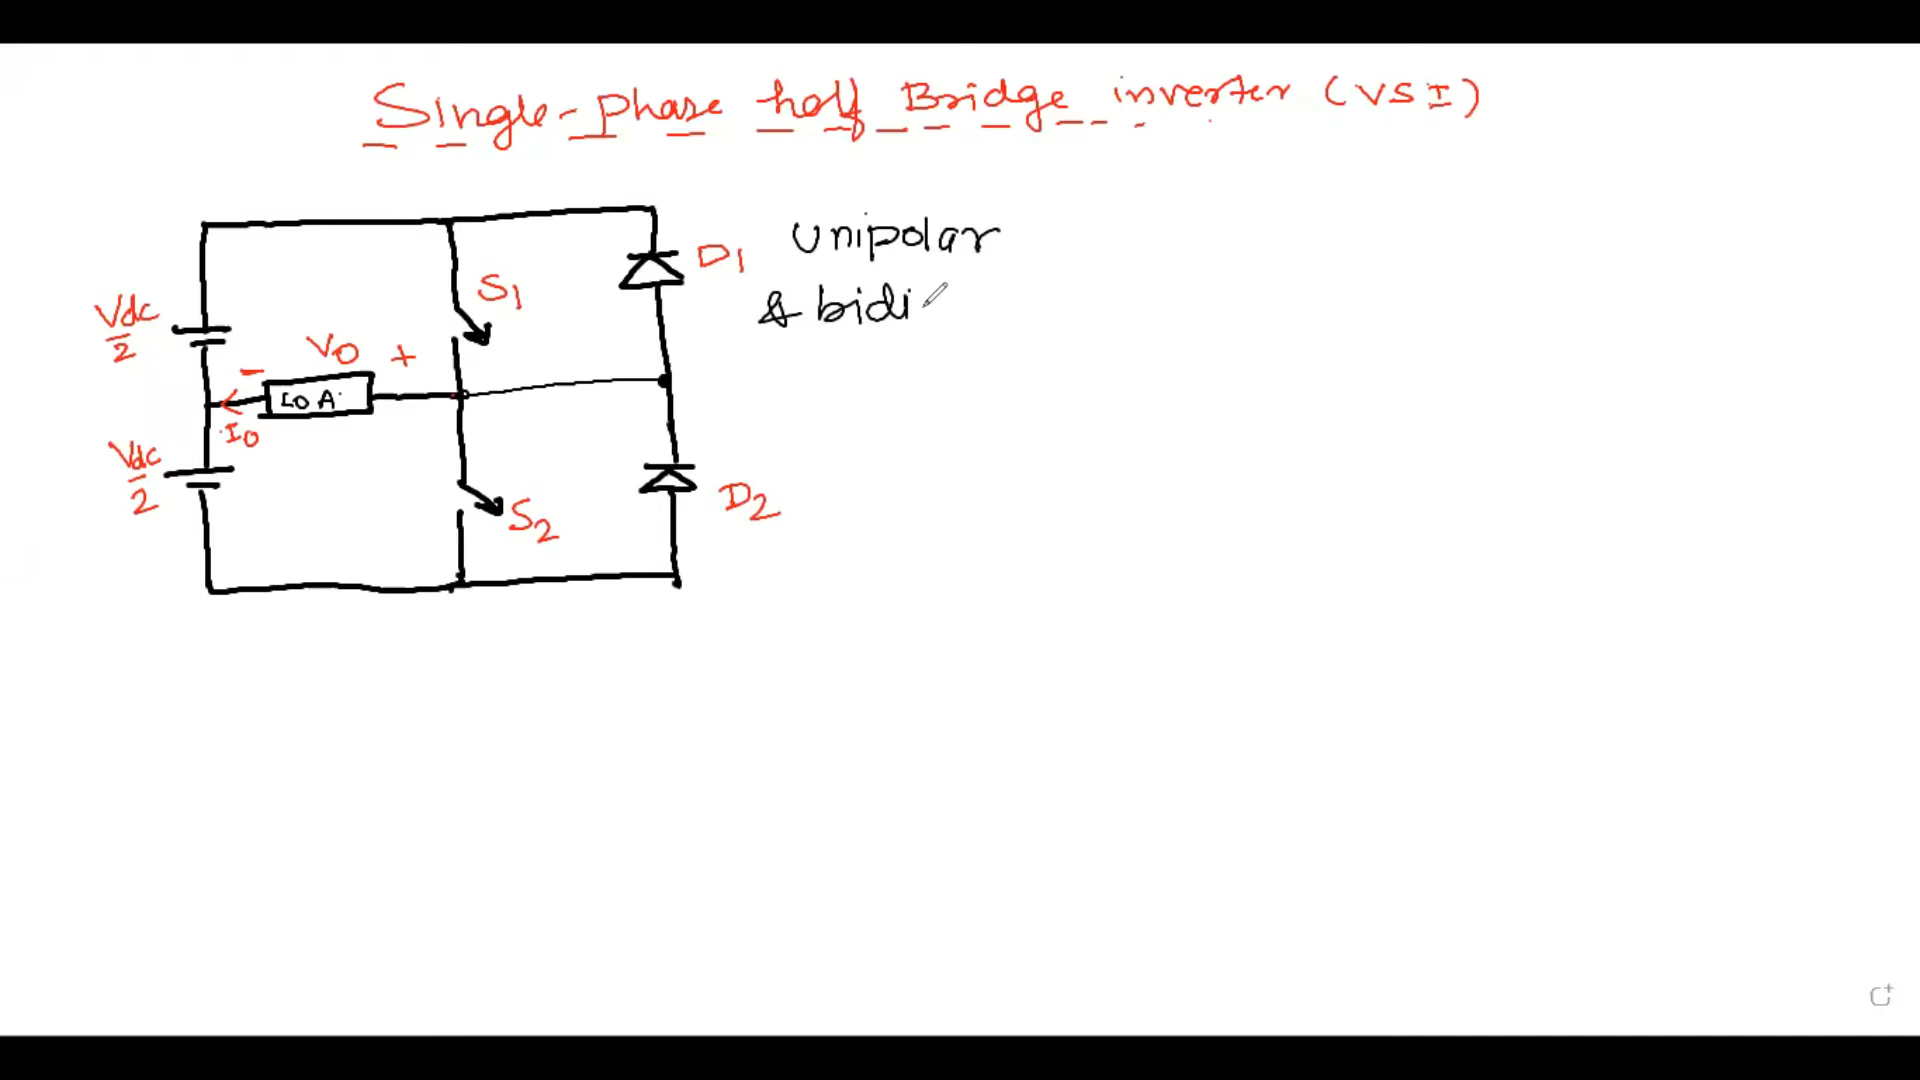 Single-phase half Bridge inverter (VSI)
Unipolar
D1
S1
& bidi
Vdc/2
Vo +
-
LOA
Io
Vdc/2
D2
S2